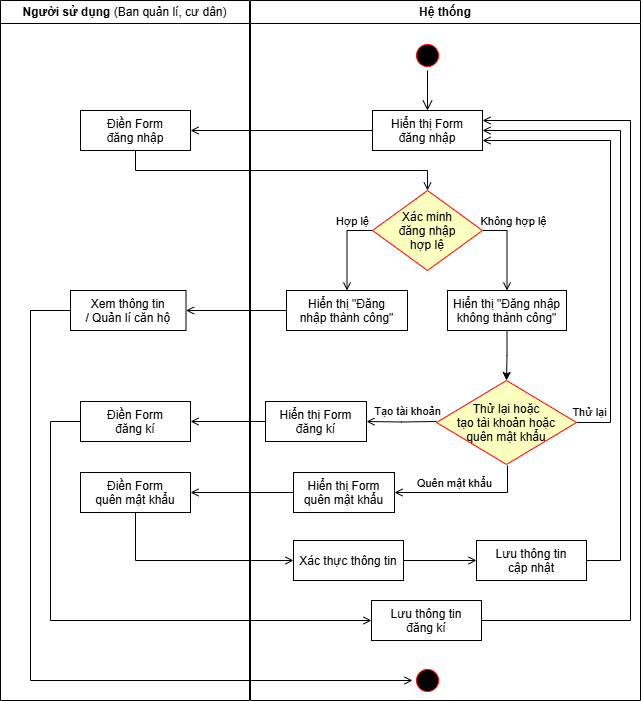 Người sử dụng (Ban quản lí, cư dân)
Hệ thống
Điền Form
đăng nhập
Hiển thị Form
đăng nhập
Xác minh
đăng nhập
hợp lệ
Hợp lệ
Không hợp lệ
Xem thông tin
/ Quản lí căn hộ
Hiển thị "Đăng
nhập thành công"
Hiển thị "Đăng nhập
không thành công"
Điền Form
đăng kí
Hiển thị Form
đăng kí
Tạo tài khoản
Thử lại hoặc
tạo tài khoản hoặc
quên mật khẩu
Thử lại
Điền Form
quên mật khẩu
Hiển thị Form
quên mật khẩu
Quên mật khẩu
Xác thực thông tin
Lưu thông tin
cập nhật
Lưu thông tin
đăng kí